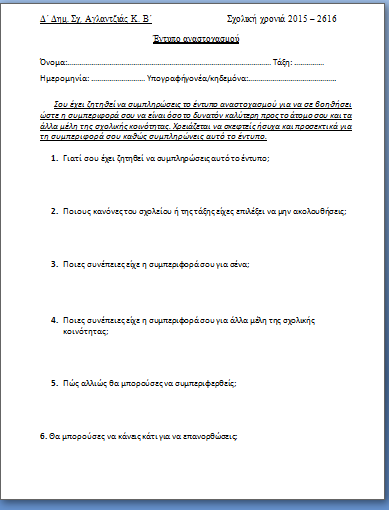 Δ΄ Δημ. Σχ. Αγλαντζιάς Κ. Β΄ Σχολική χρονιά 2015 – 2616
Έντυπο αναστοχασμού
Όνομα:........................................................................................ Τάξη: ..............
Ημερομηνία: ........................ Υπογραφήγονέα/κηδεμόνα:........................................
Σου έχει ζητηθεί να συμπληρώσεις το έντυπο αναστοχασμού για να σε βοηθήσει
ώστε η συμπεριφορά σου να είναι όσο το δυνατόν καλύτερη προς το άτομο σου και τα
άλλα μέλη της σχολικής κοινότητας. Χρειάζεται να σκεφτείς ήσυχα και προσεκτικά για
τη συμπεριφορά σου καθώς συμπληρώνεις αυτό το έντυπο.
1. Γιατί σου έχει ζητηθεί να συμπληρώσεις αυτό το έντυπο;
2. Ποιους κανόνες του σχολείου ή της τάξης είχες επιλέξει να μην ακολουθήσεις;
3. Ποιες συνέπειες είχε η συμπεριφορά σου για σένα;
4. Ποιες συνέπειες είχε η συμπεριφορά σου για άλλα μέλη της σχολικής
κοινότητας;
5. Πώς αλλιώς θα μπορούσες να συμπεριφερθείς;
6. Θα μπορούσες να κάνεις κάτι για να επανορθώσεις;